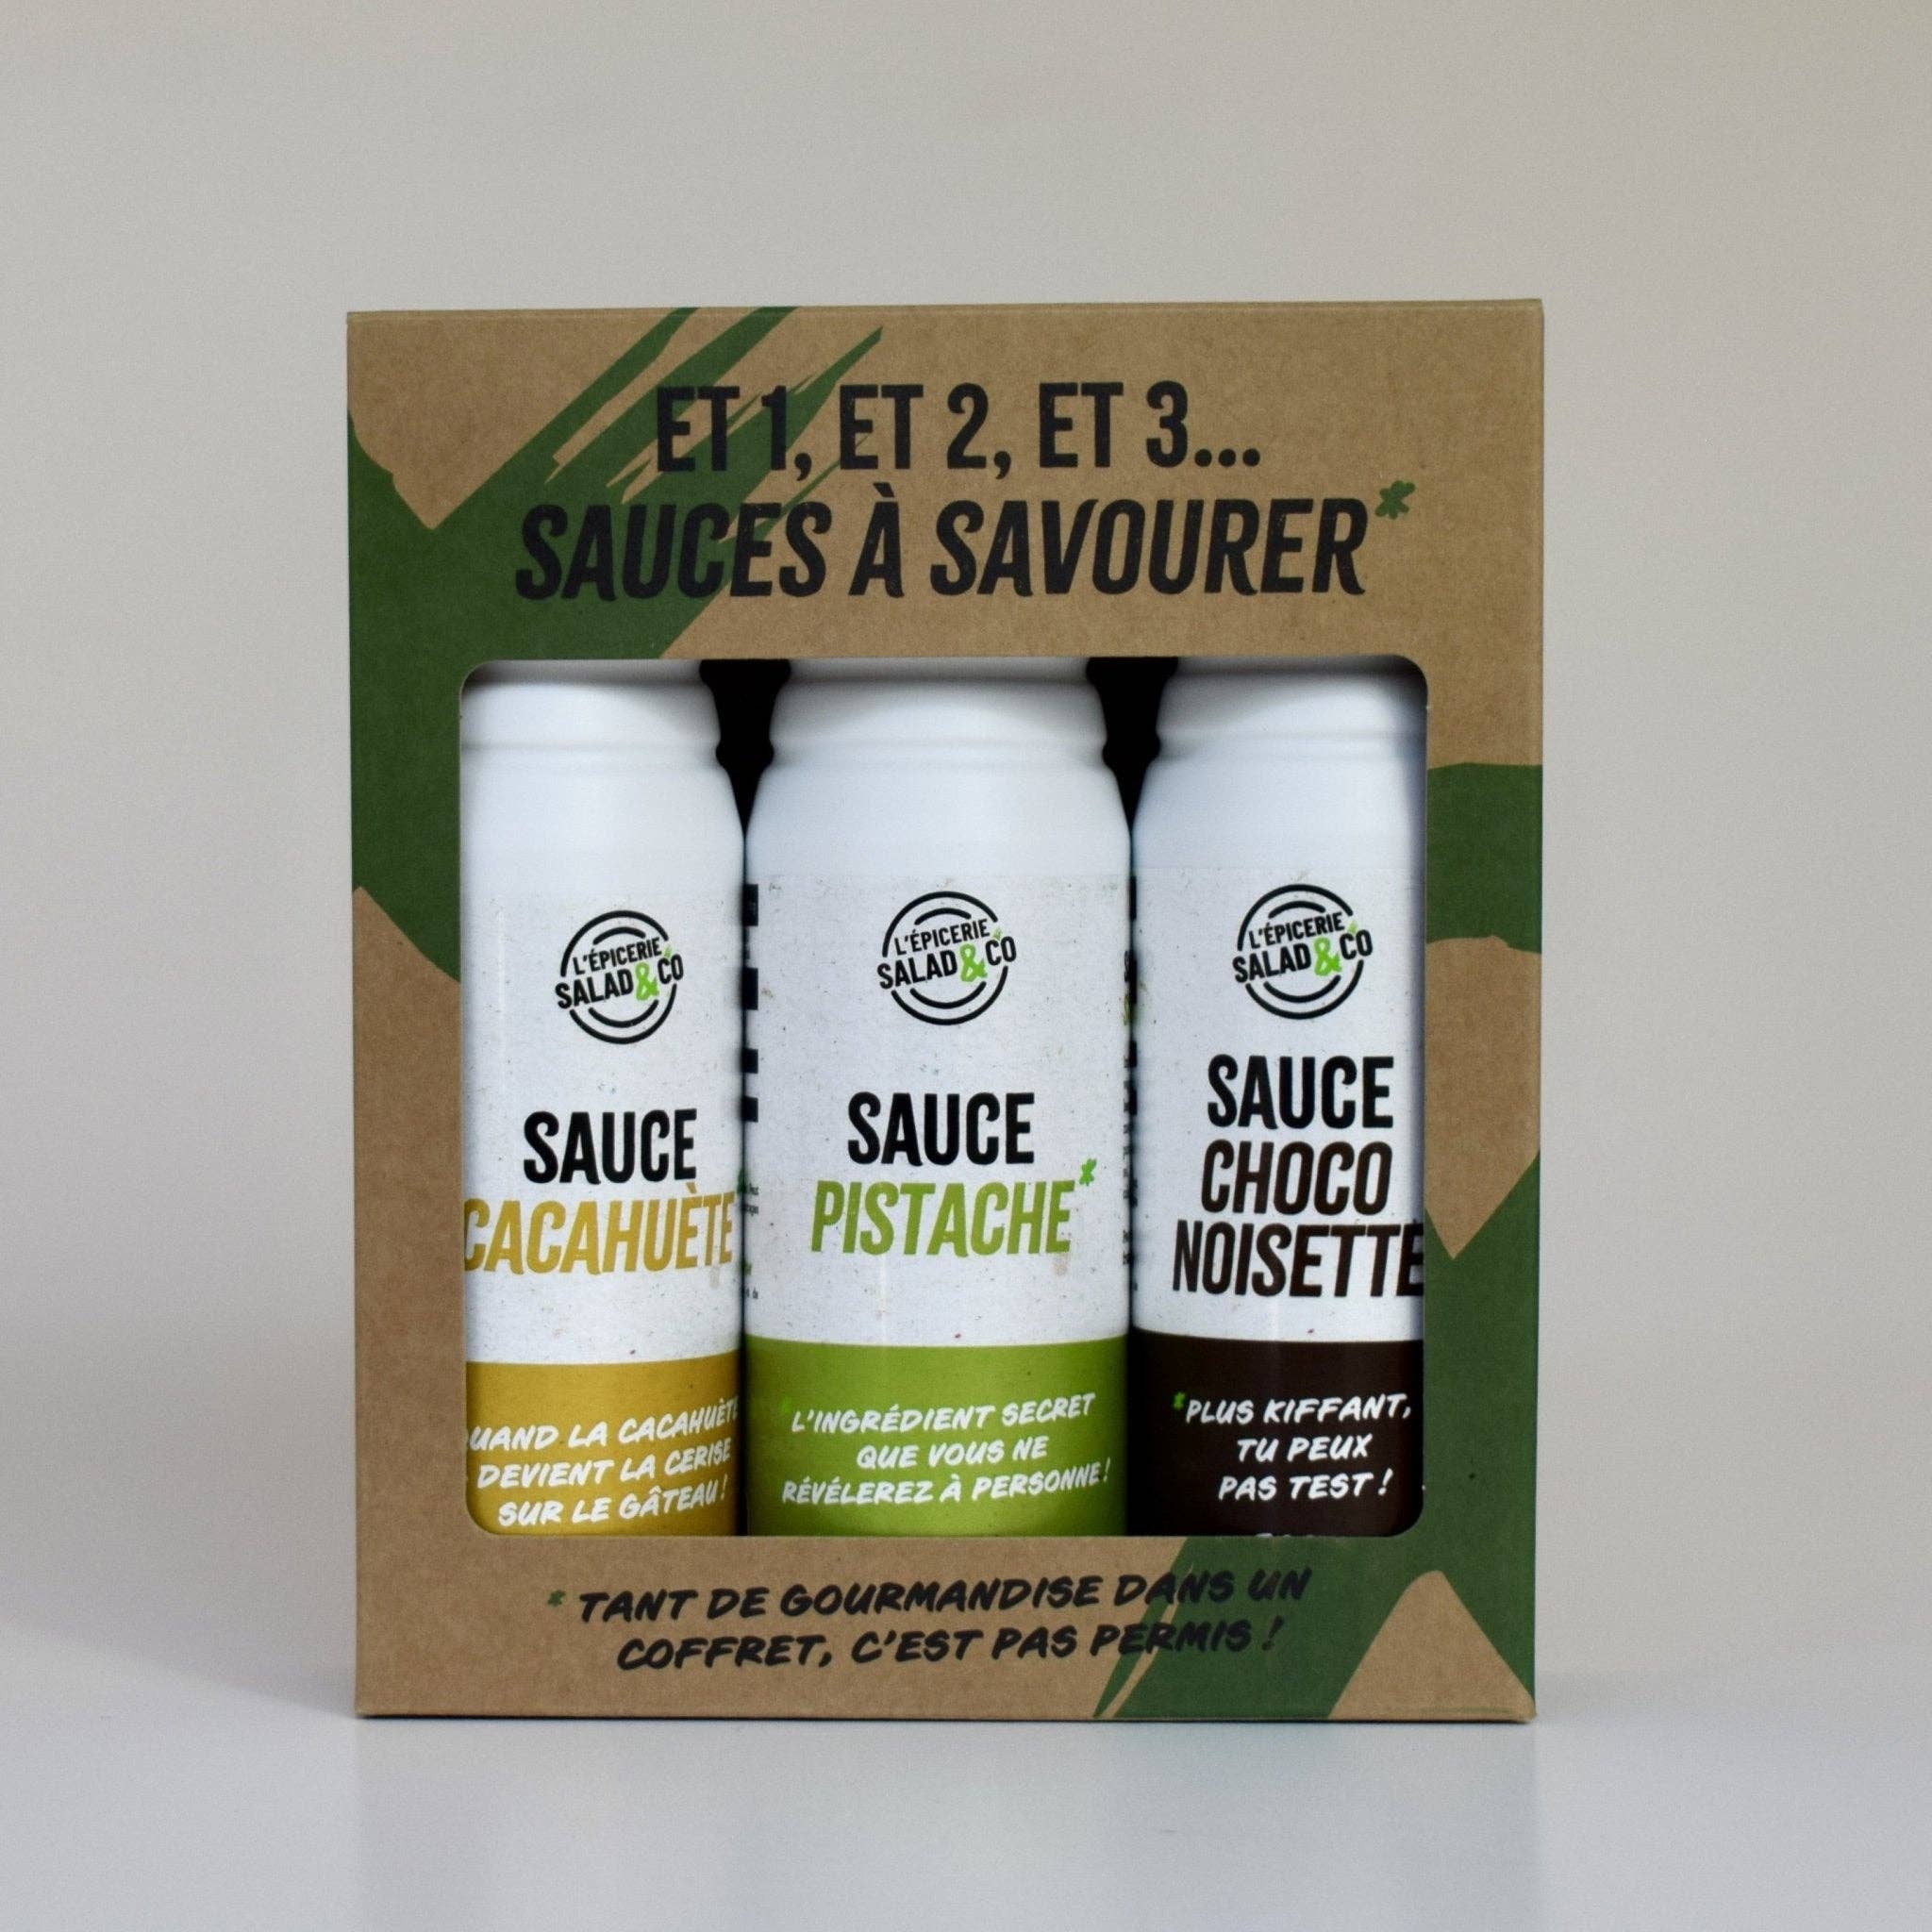 ET 1, ET 2, ET 3...
SAUCES À SAVOURER*
L'ÉPICERIE
SALAD&CO
SAUCE
CACAHUÈTE
UAND LA CACAHUÈTE
DEVIENT LA CERISE
SUR LE GÂTEAU !
L'ÉPICERIE
SALAD&CO
SAUCE
PISTACHE*
*L'INGRÉDIENT SECRET
QUE VOUS NE
RÉVÉLEREZ À PERSONNE !
L'ÉPICERIE
SALAD&CO
SAUCE
CHOCO
NOISETTE
*PLUS KIFFANT,
TU PEUX
PAS TEST !
* TANT DE GOURMANDISE DANS UN
COFFRET, C'EST PAS PERMIS !